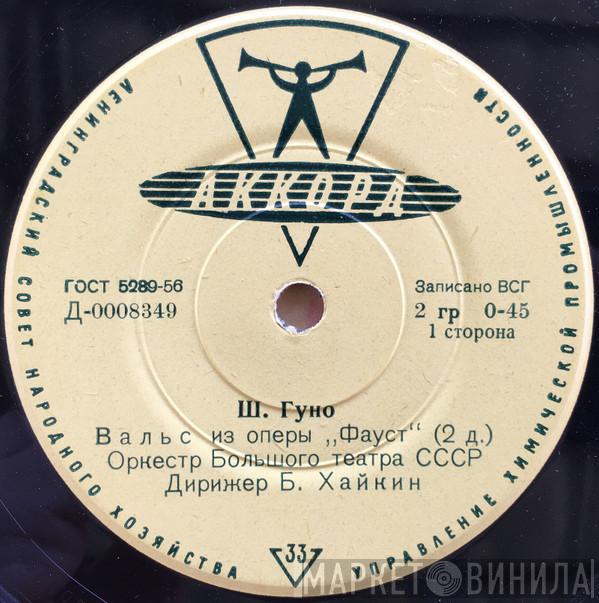 ЛЕНИНГРАДСКИЙ СОВЕТ НАРОДНОГО ХОЗЯЙСТВА
УПРАВЛЕНИЕ ХИМИЧЕСКОЙ ПРОМЫШЛЕННОСТИ
АККОРД
ГОСТ 5289-56
Д-0008349
Записано ВСГ
2 гр 0-45
1 сторона
Ш. Гуно
Вальс из оперы „Фауст“ (2 д.)
Оркестр Большого театра СССР
Дирижер Б. Хайкин
33
МАРКЕТ ВИНИЛА